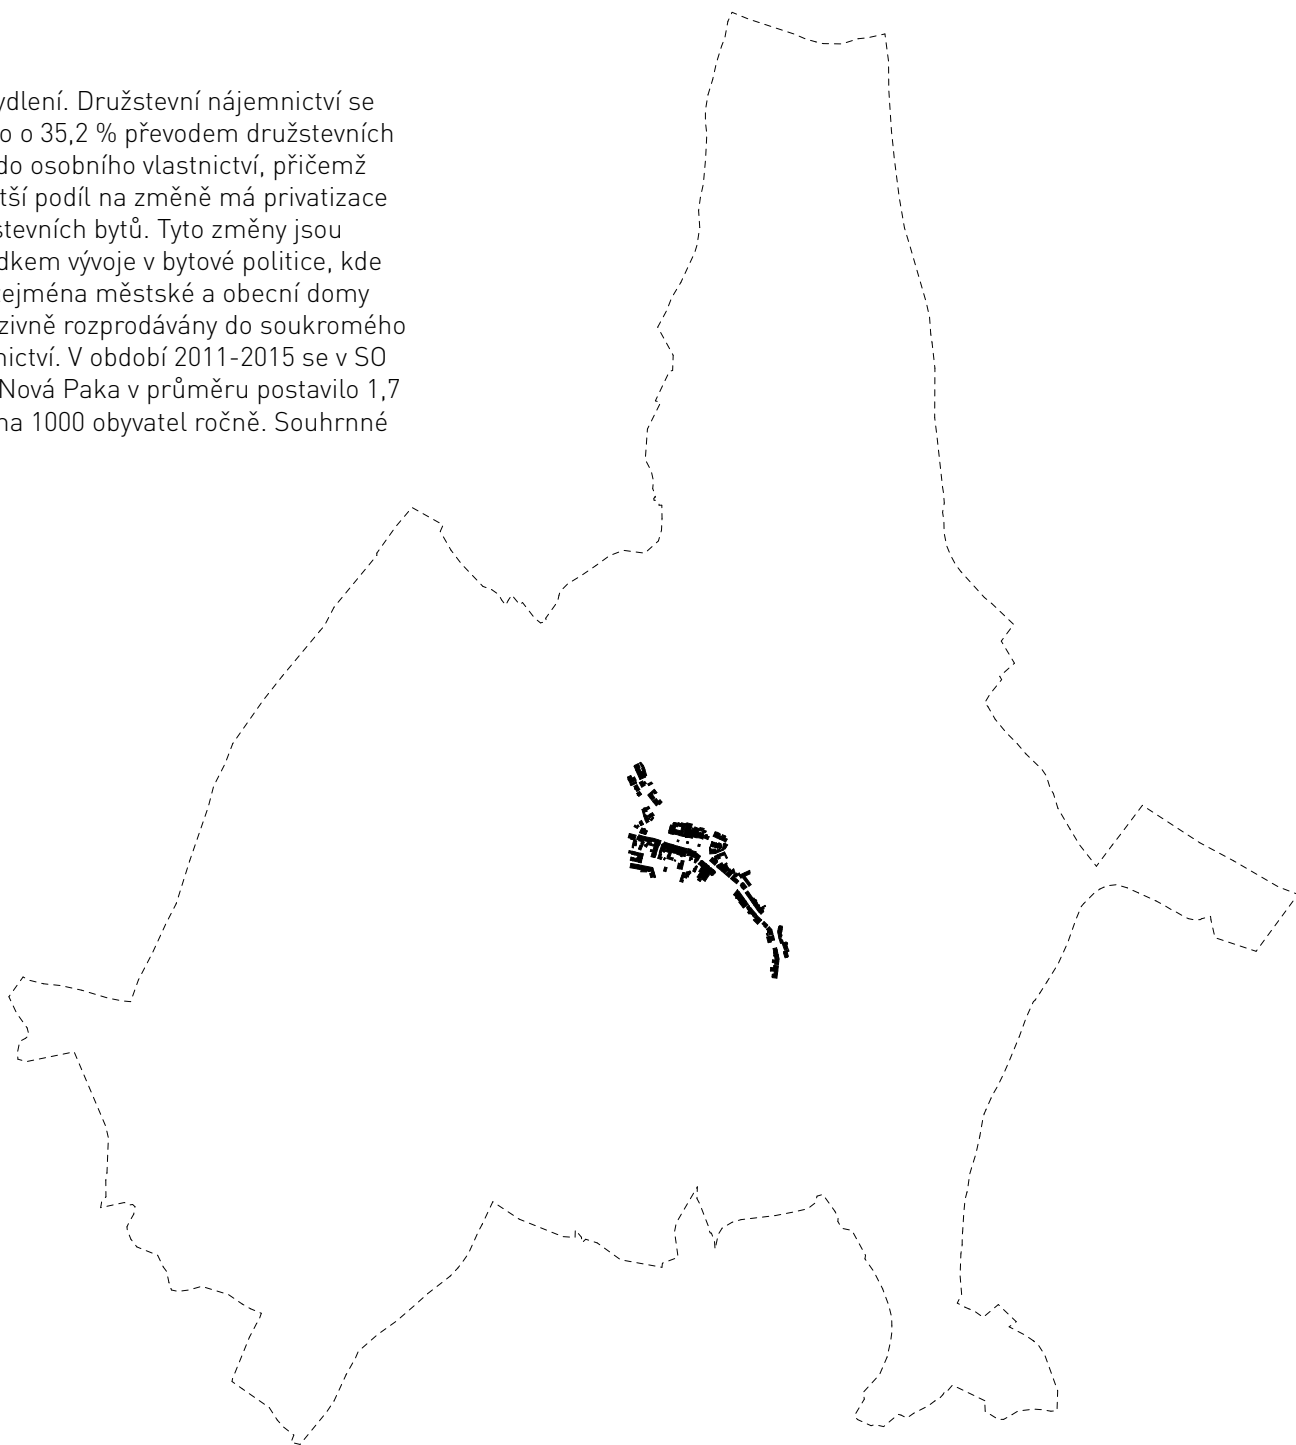 ydlení. Družstevní nájemnictví se
o o 35,2 % převodem družstevních
do osobního vlastnictví, přičemž
tší podíl na změně má privatizace
stevních bytů. Tyto změny jsou
dkem vývoje v bytové politice, kde
ejména městské a obecní domy
zivně rozprodávány do soukromého
nictví. V období 2011-2015 se v SO
Nová Paka v průměru postavilo 1,7
na 1000 obyvatel ročně. Souhrnné